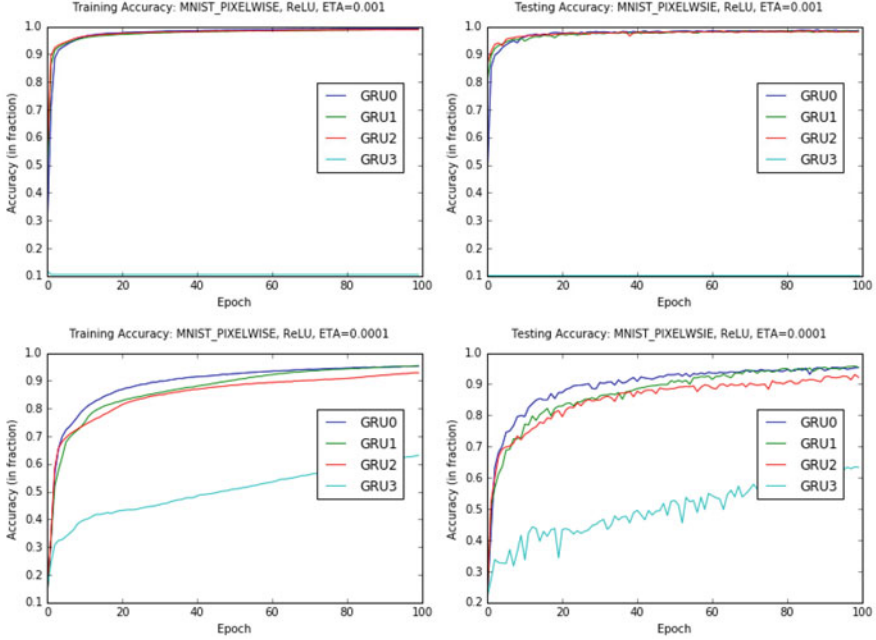 Training Accuracy: MNIST_PIXELWISE, ReLU, ETA=0.001
1.0
0.9
0.8
0.7
0.6
0.5
0.4
0.3
0.2
0.1
Accuracy (in fraction)
GRU0
GRU1
GRU2
GRU3
0
20
40
60
80
100
Epoch
Testing Accuracy: MNIST_PIXELWSIE, ReLU, ETA=0.001
1.0
0.9
0.8
0.7
0.6
0.5
0.4
0.3
0.2
0.1
Accuracy (in fraction)
GRU0
GRU1
GRU2
GRU3
0
20
40
60
80
100
Epoch
Training Accuracy: MNIST_PIXELWISE, ReLU, ETA=0.0001
1.0
0.9
0.8
0.7
0.6
0.5
0.4
0.3
0.2
0.1
Accuracy (in fraction)
GRU0
GRU1
GRU2
GRU3
0
20
40
60
80
100
Epoch
Testing Accuracy: MNIST_PIXELWSIE, ReLU, ETA=0.0001
1.0
0.9
0.8
0.7
0.6
0.5
0.4
0.3
0.2
Accuracy (in fraction)
GRU0
GRU1
GRU2
GRU3
0
20
40
60
80
100
Epoch